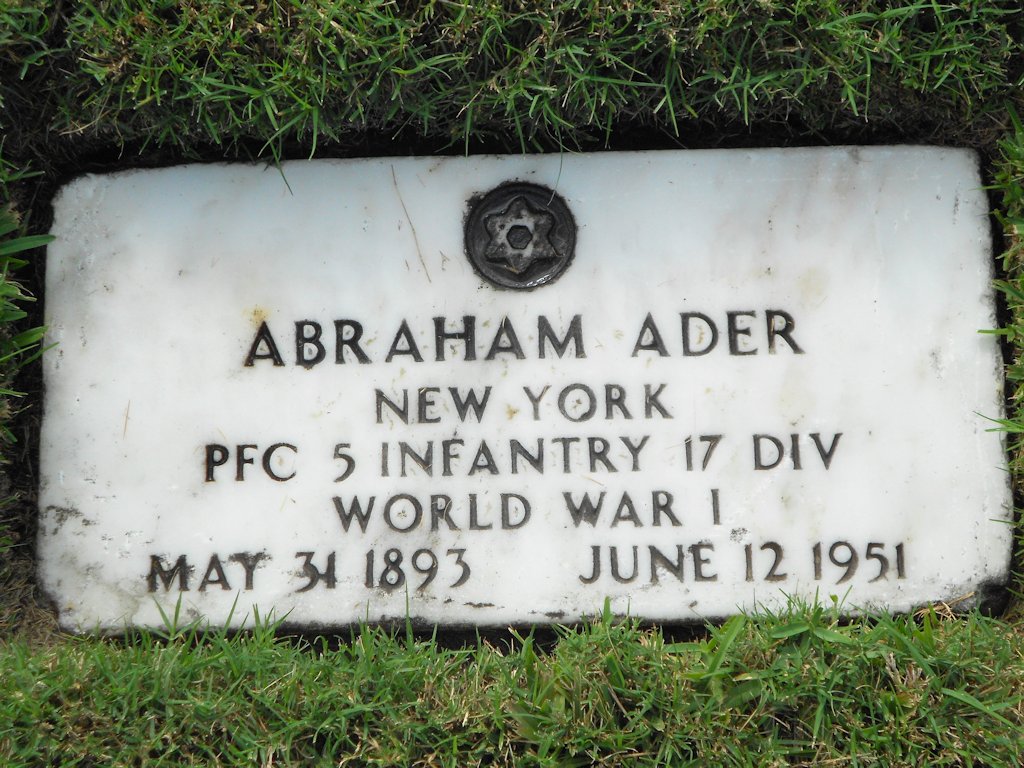 ABRAHAM ADER
NEW YORK
PFC 5 INFANTRY 17 DIV
WORLD WAR I
MAY 31 1893 JUNE 12 1951